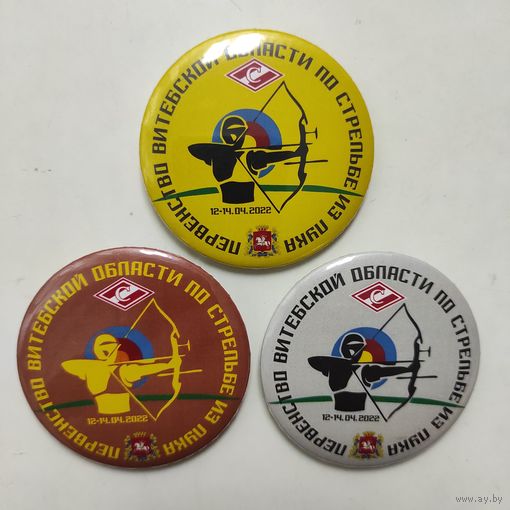 ПЕРВЕНСТВО ВИТЕБСКОЙ ОБЛАСТИ ПО СТРЕЛЬБЕ ИЗ ЛУКА
С
12-14.04.2022
ПЕРВЕНСТВО ВИТЕБСКОЙ ОБЛАСТИ ПО СТРЕЛЬБЕ ИЗ ЛУКА
С
12-14.04.2022
ПЕРВЕНСТВО ВИТЕБСКОЙ ОБЛАСТИ ПО СТРЕЛЬБЕ ИЗ ЛУКА
С
12-14.04.2022
www.ay.by